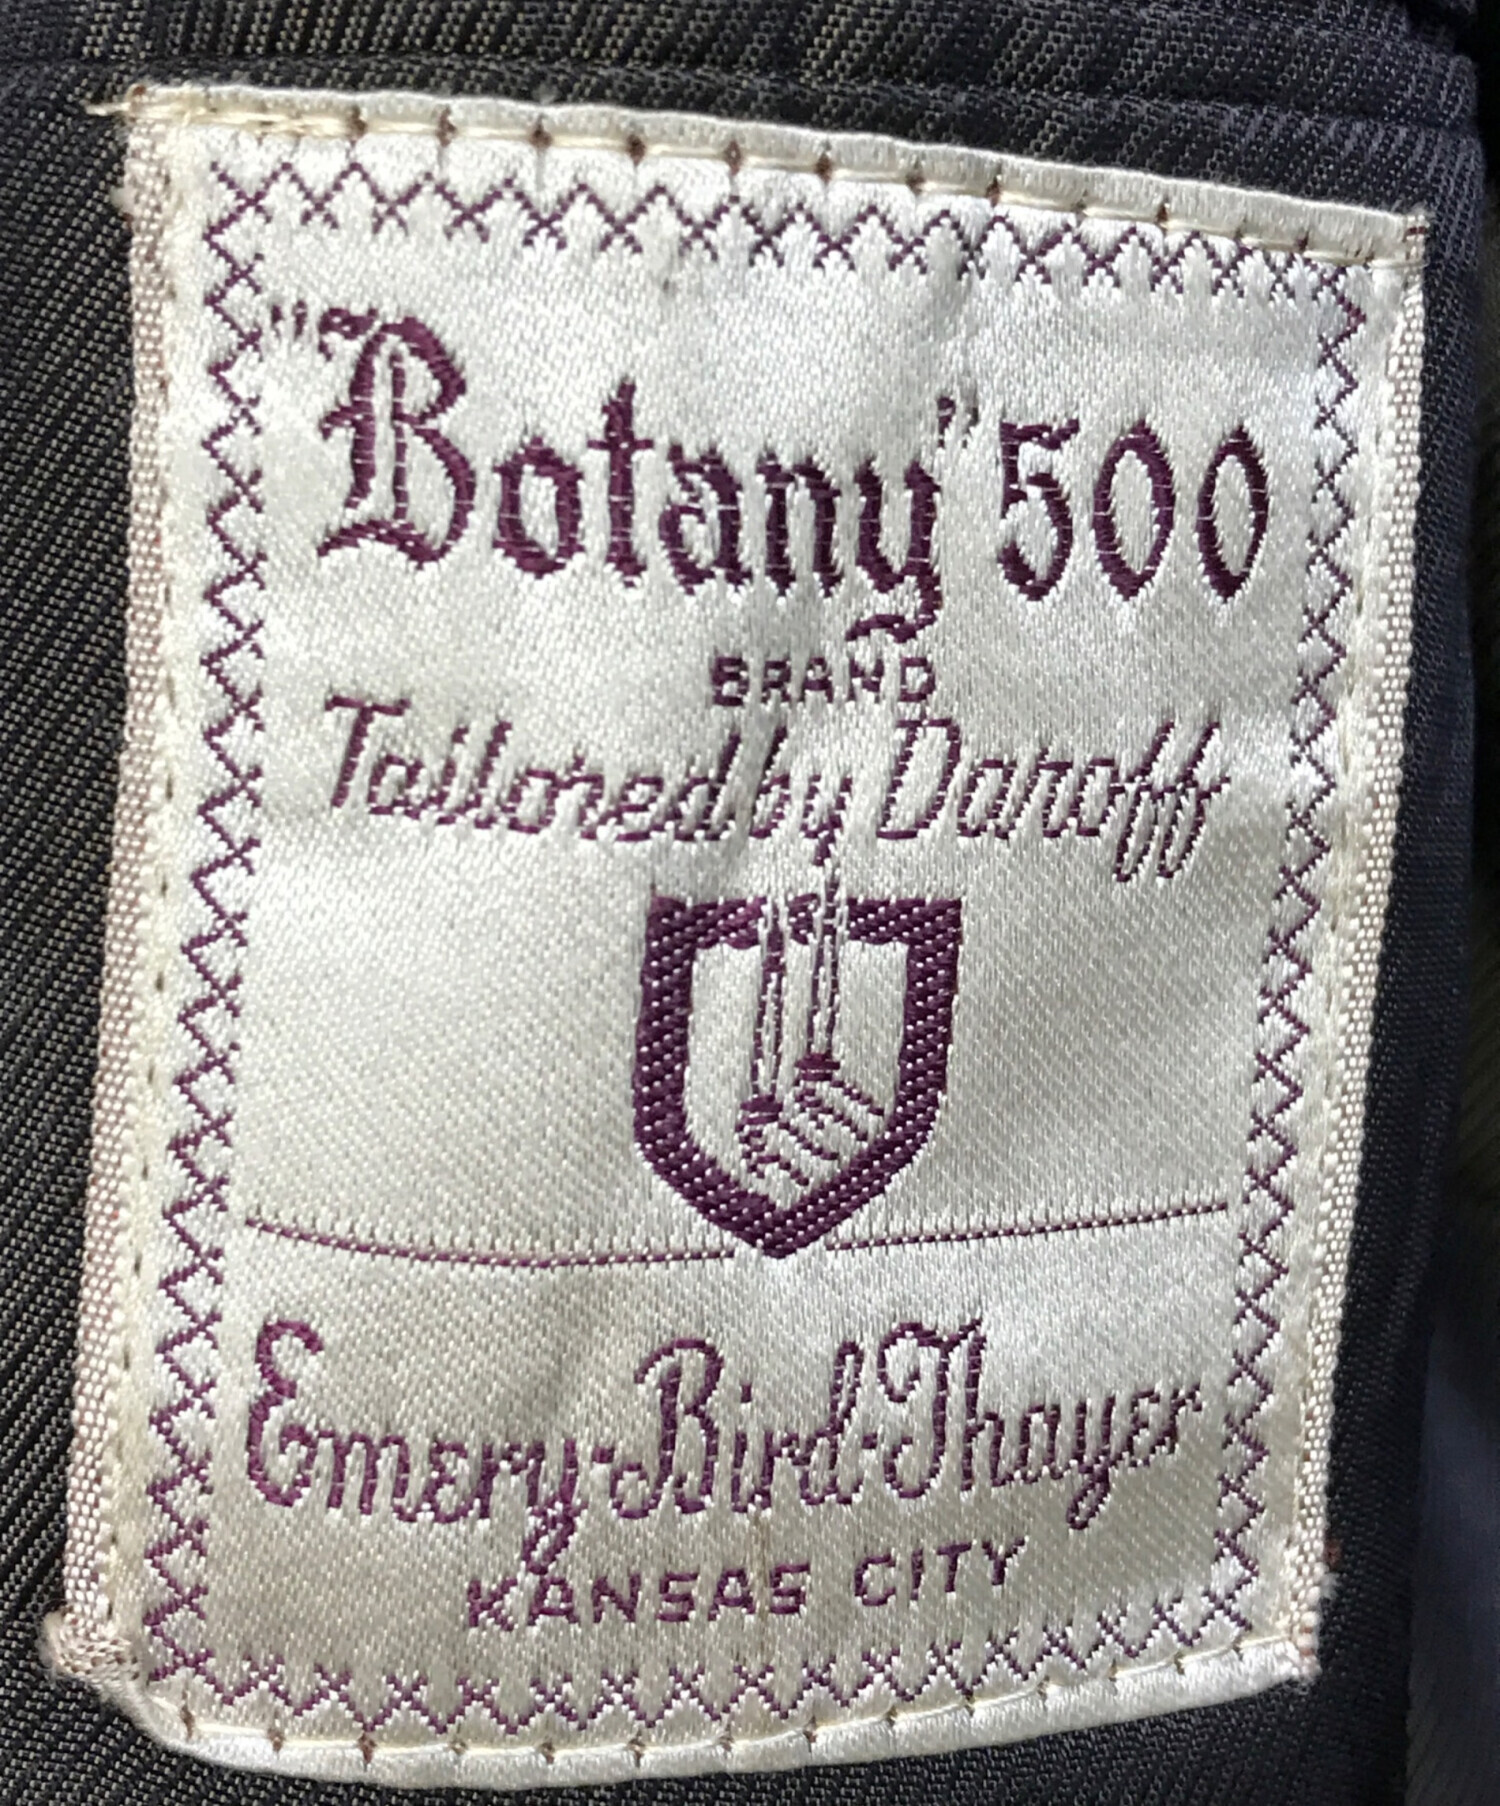 "Botany" 500
BRAND
Tailored by Daroff
Emery·Bird·Thayer
KANSAS CITY